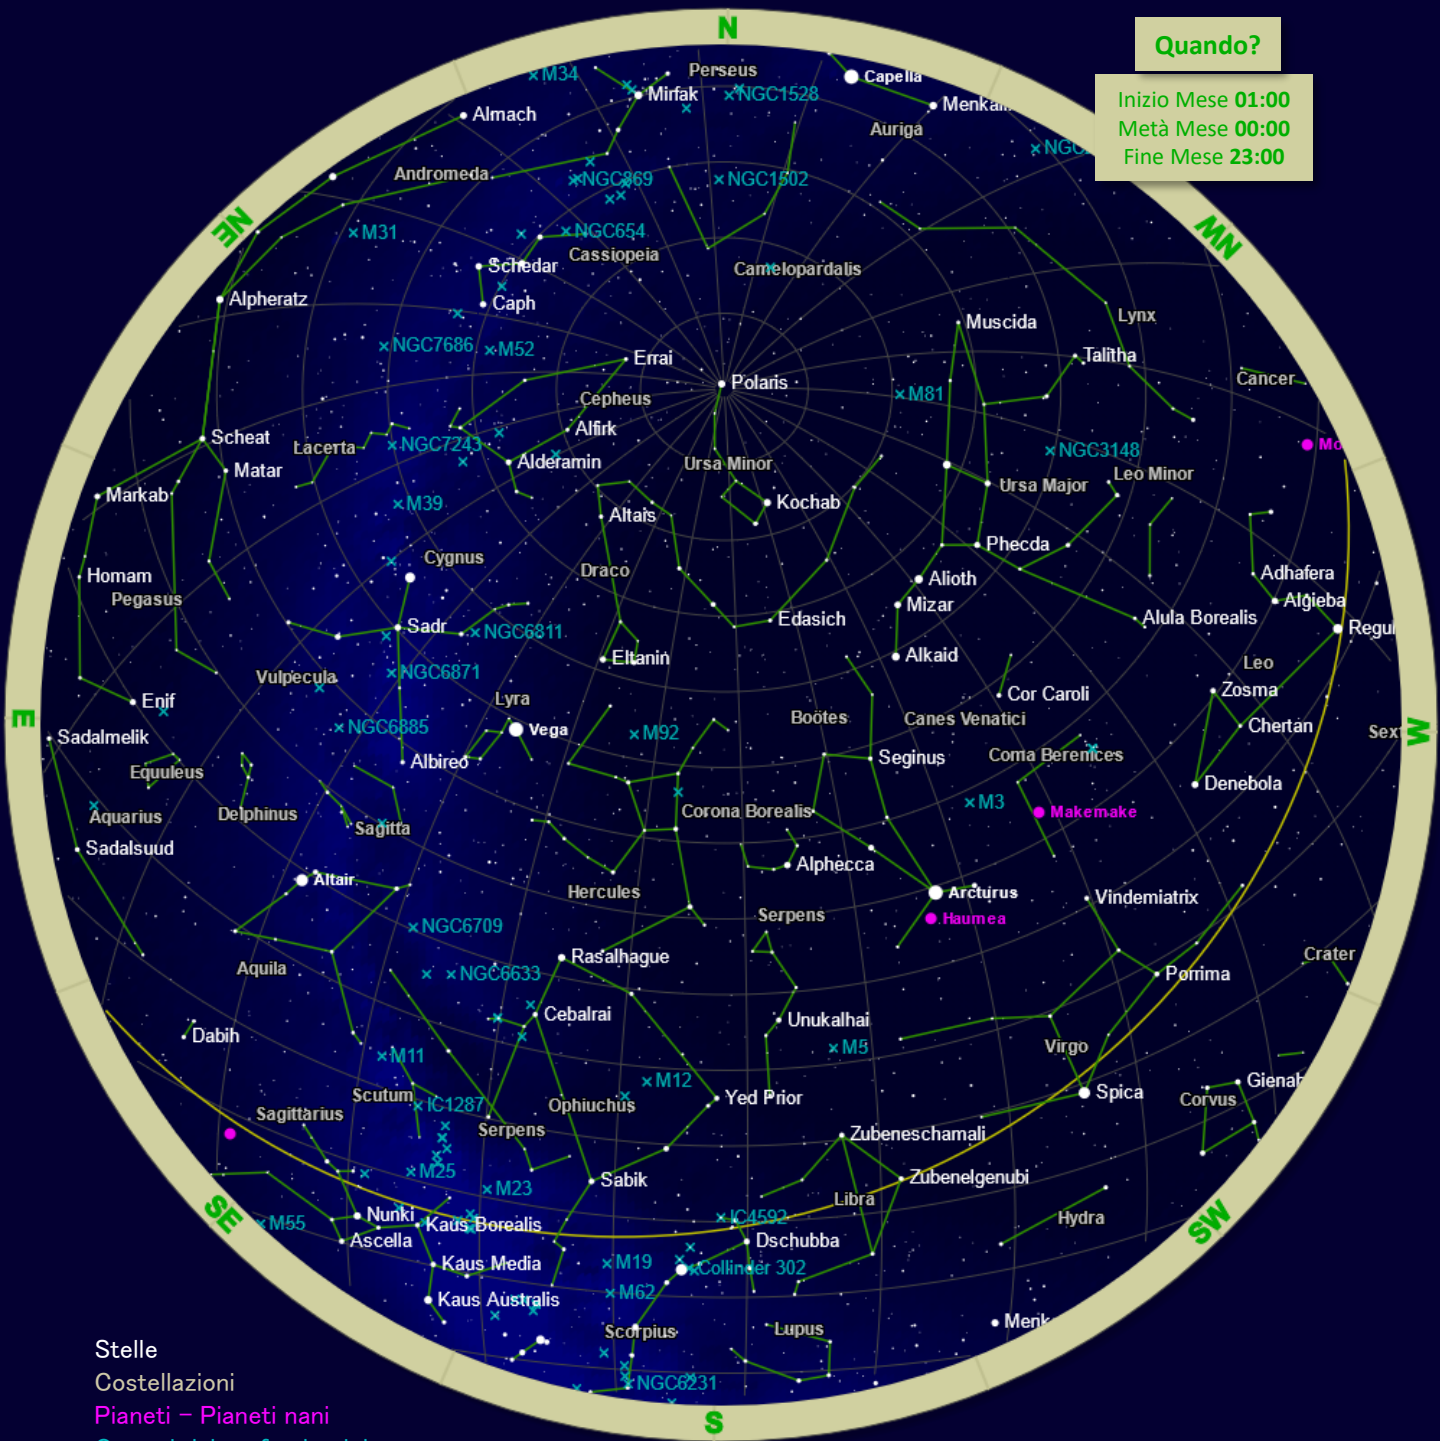 N
Quando?
Inizio Mese 01:00
Metà Mese 00:00
Fine Mese 23:00
Perseus
M34
Capella
Mirfak
NGC1528
Almach
Auriga
Andromeda
NGC869
NGC1502
NE
NW
M31
NGC654
Cassiopeia
Schedar
Camelopardalis
Alpheratz
Caph
Lynx
Muscida
NGC7686
M52
Errai
Talitha
Polaris
Cancer
M81
Cepheus
Alfirk
Scheat
Lacerta
NGC7243
NGC3148
Alderamin
Ursa Minor
Matar
Leo Minor
Ursa Major
Markab
M39
Kochab
Altais
Phecda
Cygnus
Draco
Adhafera
Homam
Alioth
Pegasus
Algieba
Mizar
Edasich
Alula Borealis
Sadr
NGC6811
Eltanin
Alkaid
Leo
NGC6871
Vulpecula
Zosma
Cor Caroli
Enif
Lyra
Boötes
Canes Venatici
E
W
NGC6885
Vega
M92
Chertan
Sadalmelik
Seginus
Coma Berenices
Albireo
Equuleus
Denebola
M3
Aquarius
Delphinus
Corona Borealis
Makemake
Sagitta
Sadalsuud
Alphecca
Altair
Hercules
Arcturus
Vindemiatrix
Serpens
Haumea
NGC6709
Rasalhague
Crater
Aquila
NGC6633
Porrima
Cebalrai
Unukalhai
Dabih
M5
Virgo
M11
M12
Scutum
Spica
Yed Prior
Corvus
IC1287
Ophiuchus
Sagittarius
Serpens
Zubeneschamali
M25
Sabik
Zubenelgenubi
M23
Libra
SE
SW
Nunki
IC4592
Hydra
M55
Kaus Borealis
Ascella
Dschubba
Kaus Media
M19
Collinder 302
M62
Kaus Australis
Scorpius
Lupus
Stelle
Costellazioni
NGC6231
Pianeti – Pianeti nani
S